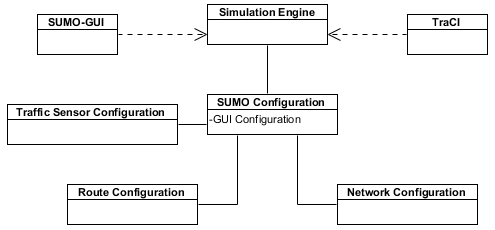 Simulation Engine
SUMO-GUI
TraCI
SUMO Configuration
-GUI Configuration
Traffic Sensor Configuration
Route Configuration
Network Configuration